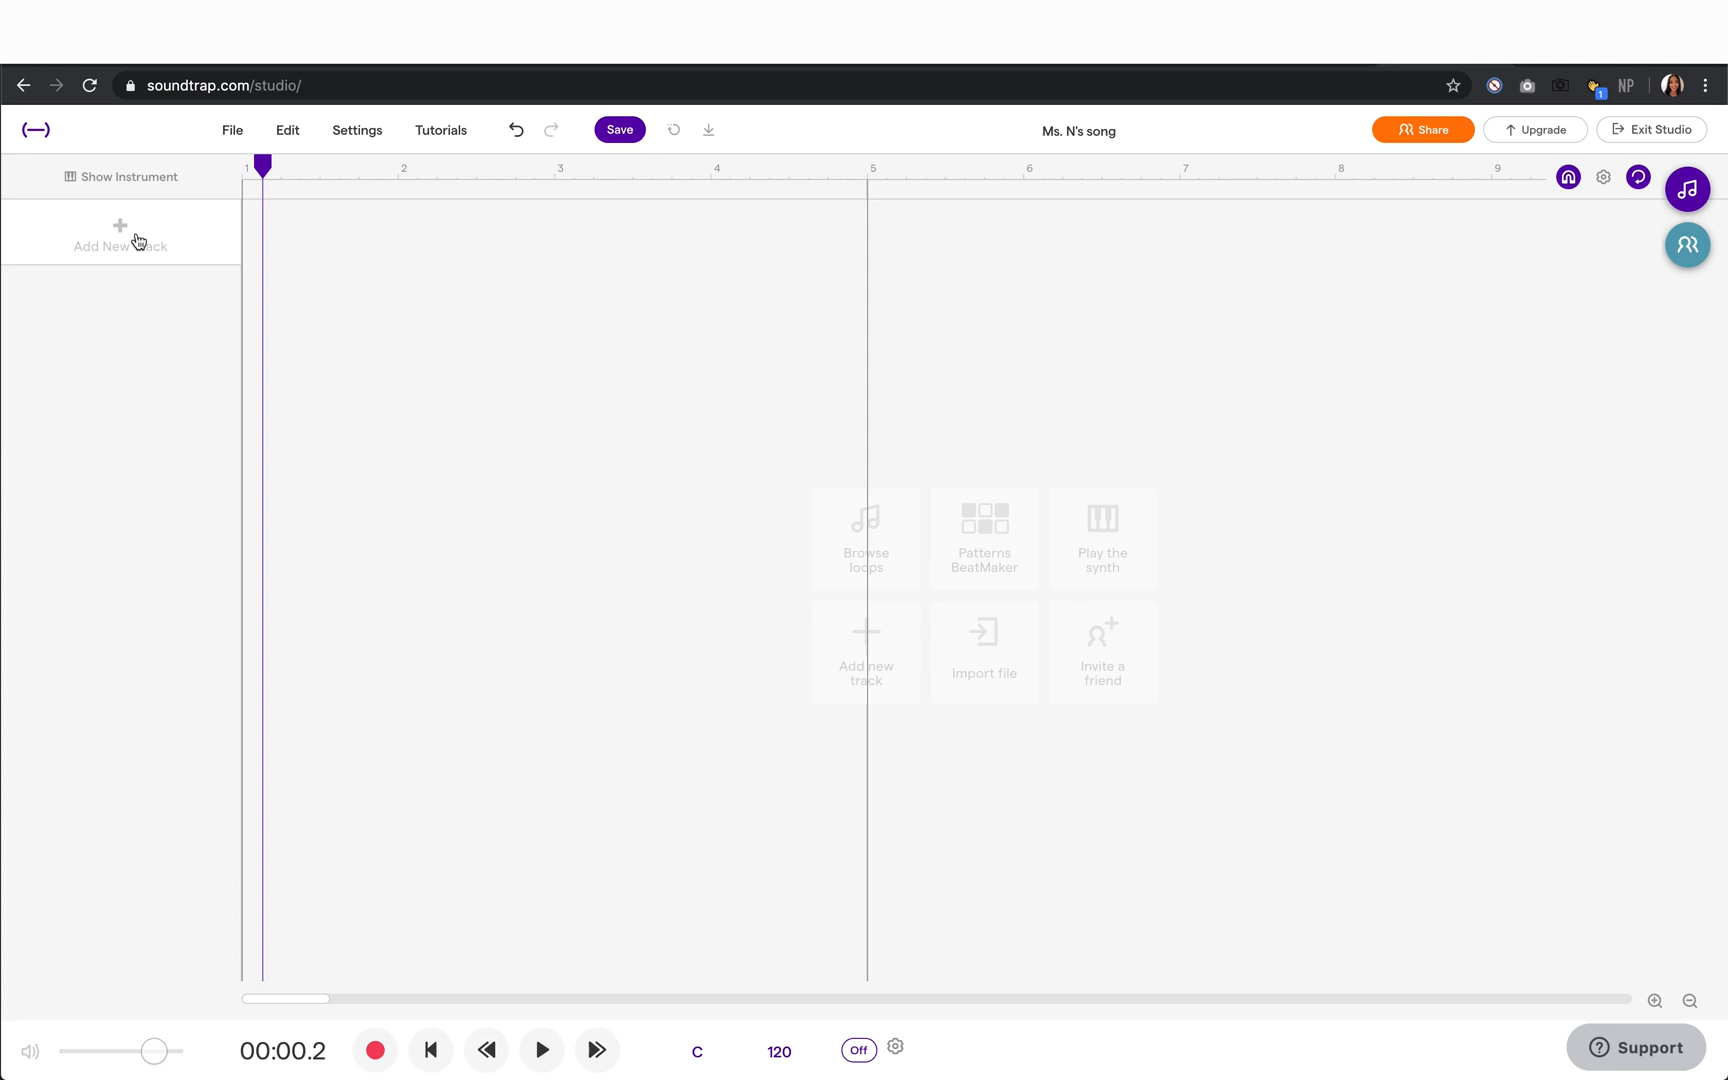 soundtrap.com/studio/
1
NP
File
Edit
Settings
Tutorials
Save
Ms. N's song
Share
Upgrade
Exit Studio
Show Instrument
1 2 3 4 5 6 7 8 9
Add New
Browse
loops
Patterns
BeatMaker
Play the
synth
Add new
track
Import file
Invite a
friend
00:00.2
C
120
Off
Support